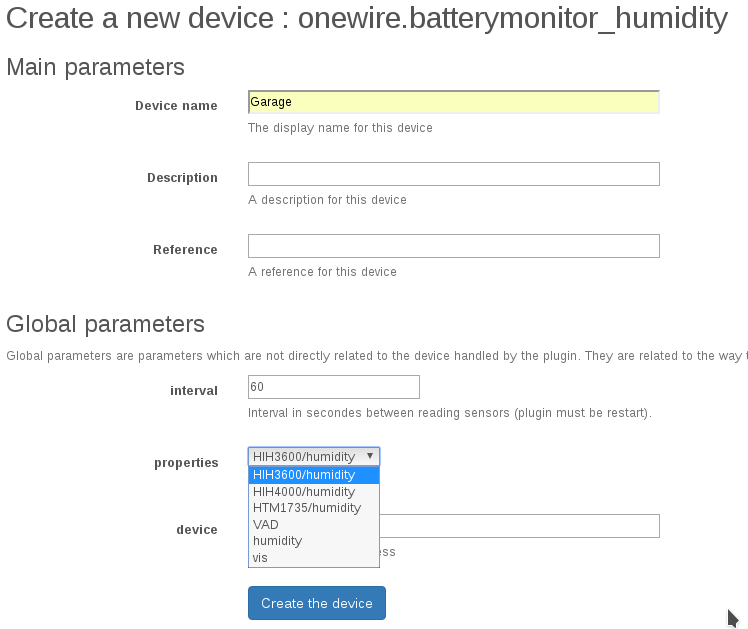 Create a new device : onewire.batterymonitor_humidity
Main parameters
Device name
Garage
The display name for this device
Description
A description for this device
Reference
A reference for this device
Global parameters
Global parameters are parameters which are not directly related to the device handled by the plugin. They are related to the way
interval
60
Interval in secondes between reading sensors (plugin must be restart).
properties
HIH3600/humidity
HIH3600/humidity
HIH4000/humidity
HTM1735/humidity
VAD
humidity
vis
device
Create the device